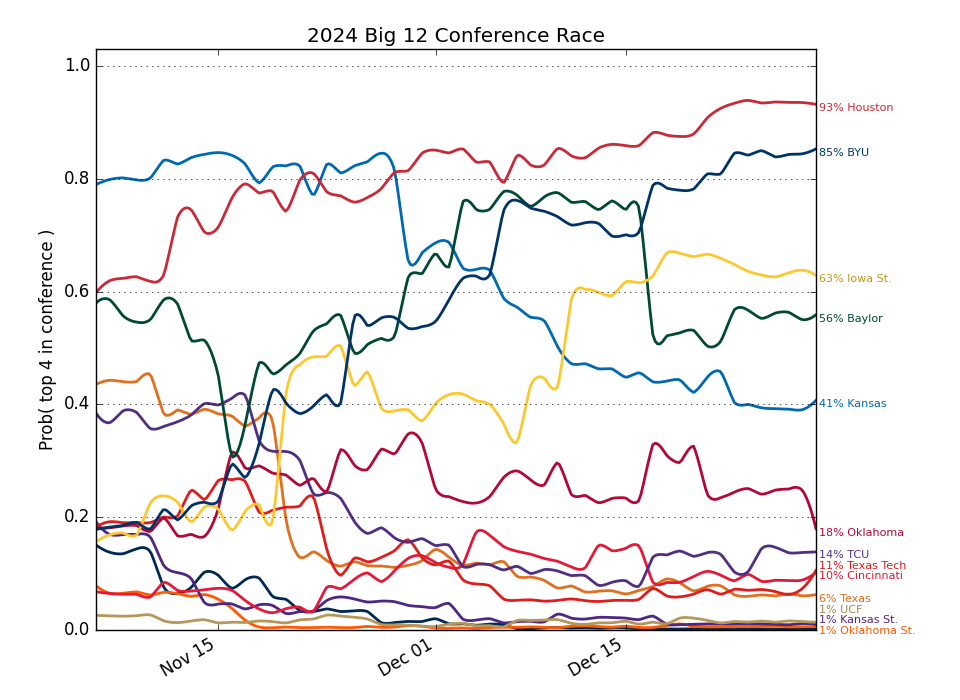 2024 Big 12 Conference Race
Prob( top 4 in conference )
1.0
0.8
0.6
0.4
0.2
0.0
Nov 15
Dec 01
Dec 15
93% Houston
85% BYU
63% Iowa St.
56% Baylor
41% Kansas
18% Oklahoma
14% TCU
11% Texas Tech
10% Cincinnati
6% Texas
1% UCF
1% Kansas St.
1% Oklahoma St.